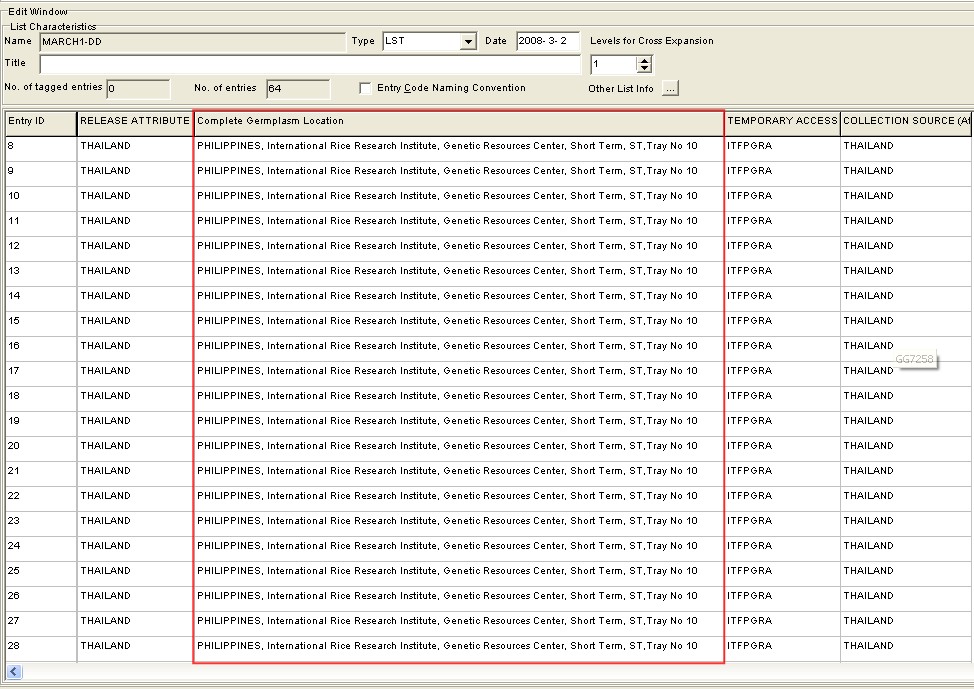 Edit Window
List Characteristics
Name MARCH1-DD Type LST Date 2008- 3- 2 Levels for Cross Expansion
Title 1
No. of tagged entries 0 No. of entries 64 Entry Code Naming Convention Other List Info ...
Entry ID RELEASE ATTRIBUTE Complete Germplasm Location TEMPORARY ACCESS COLLECTION SOURCE (Af
8 THAILAND PHILIPPINES, International Rice Research Institute, Genetic Resources Center, Short Term, ST,Tray No 10 ITFPGRA THAILAND
9 THAILAND PHILIPPINES, International Rice Research Institute, Genetic Resources Center, Short Term, ST,Tray No 10 ITFPGRA THAILAND
10 THAILAND PHILIPPINES, International Rice Research Institute, Genetic Resources Center, Short Term, ST,Tray No 10 ITFPGRA THAILAND
11 THAILAND PHILIPPINES, International Rice Research Institute, Genetic Resources Center, Short Term, ST,Tray No 10 ITFPGRA THAILAND
12 THAILAND PHILIPPINES, International Rice Research Institute, Genetic Resources Center, Short Term, ST,Tray No 10 ITFPGRA THAILAND
13 THAILAND PHILIPPINES, International Rice Research Institute, Genetic Resources Center, Short Term, ST,Tray No 10 ITFPGRA THAILAND
14 THAILAND PHILIPPINES, International Rice Research Institute, Genetic Resources Center, Short Term, ST,Tray No 10 ITFPGRA THAILAND
15 THAILAND PHILIPPINES, International Rice Research Institute, Genetic Resources Center, Short Term, ST,Tray No 10 ITFPGRA THAILAND
16 THAILAND PHILIPPINES, International Rice Research Institute, Genetic Resources Center, Short Term, ST,Tray No 10 ITFPGRA THAILAND
GG7258
17 THAILAND PHILIPPINES, International Rice Research Institute, Genetic Resources Center, Short Term, ST,Tray No 10 ITFPGRA THAILAND
18 THAILAND PHILIPPINES, International Rice Research Institute, Genetic Resources Center, Short Term, ST,Tray No 10 ITFPGRA THAILAND
19 THAILAND PHILIPPINES, International Rice Research Institute, Genetic Resources Center, Short Term, ST,Tray No 10 ITFPGRA THAILAND
20 THAILAND PHILIPPINES, International Rice Research Institute, Genetic Resources Center, Short Term, ST,Tray No 10 ITFPGRA THAILAND
21 THAILAND PHILIPPINES, International Rice Research Institute, Genetic Resources Center, Short Term, ST,Tray No 10 ITFPGRA THAILAND
22 THAILAND PHILIPPINES, International Rice Research Institute, Genetic Resources Center, Short Term, ST,Tray No 10 ITFPGRA THAILAND
23 THAILAND PHILIPPINES, International Rice Research Institute, Genetic Resources Center, Short Term, ST,Tray No 10 ITFPGRA THAILAND
24 THAILAND PHILIPPINES, International Rice Research Institute, Genetic Resources Center, Short Term, ST,Tray No 10 ITFPGRA THAILAND
25 THAILAND PHILIPPINES, International Rice Research Institute, Genetic Resources Center, Short Term, ST,Tray No 10 ITFPGRA THAILAND
26 THAILAND PHILIPPINES, International Rice Research Institute, Genetic Resources Center, Short Term, ST,Tray No 10 ITFPGRA THAILAND
27 THAILAND PHILIPPINES, International Rice Research Institute, Genetic Resources Center, Short Term, ST,Tray No 10 ITFPGRA THAILAND
28 THAILAND PHILIPPINES, International Rice Research Institute, Genetic Resources Center, Short Term, ST,Tray No 10 ITFPGRA THAILAND